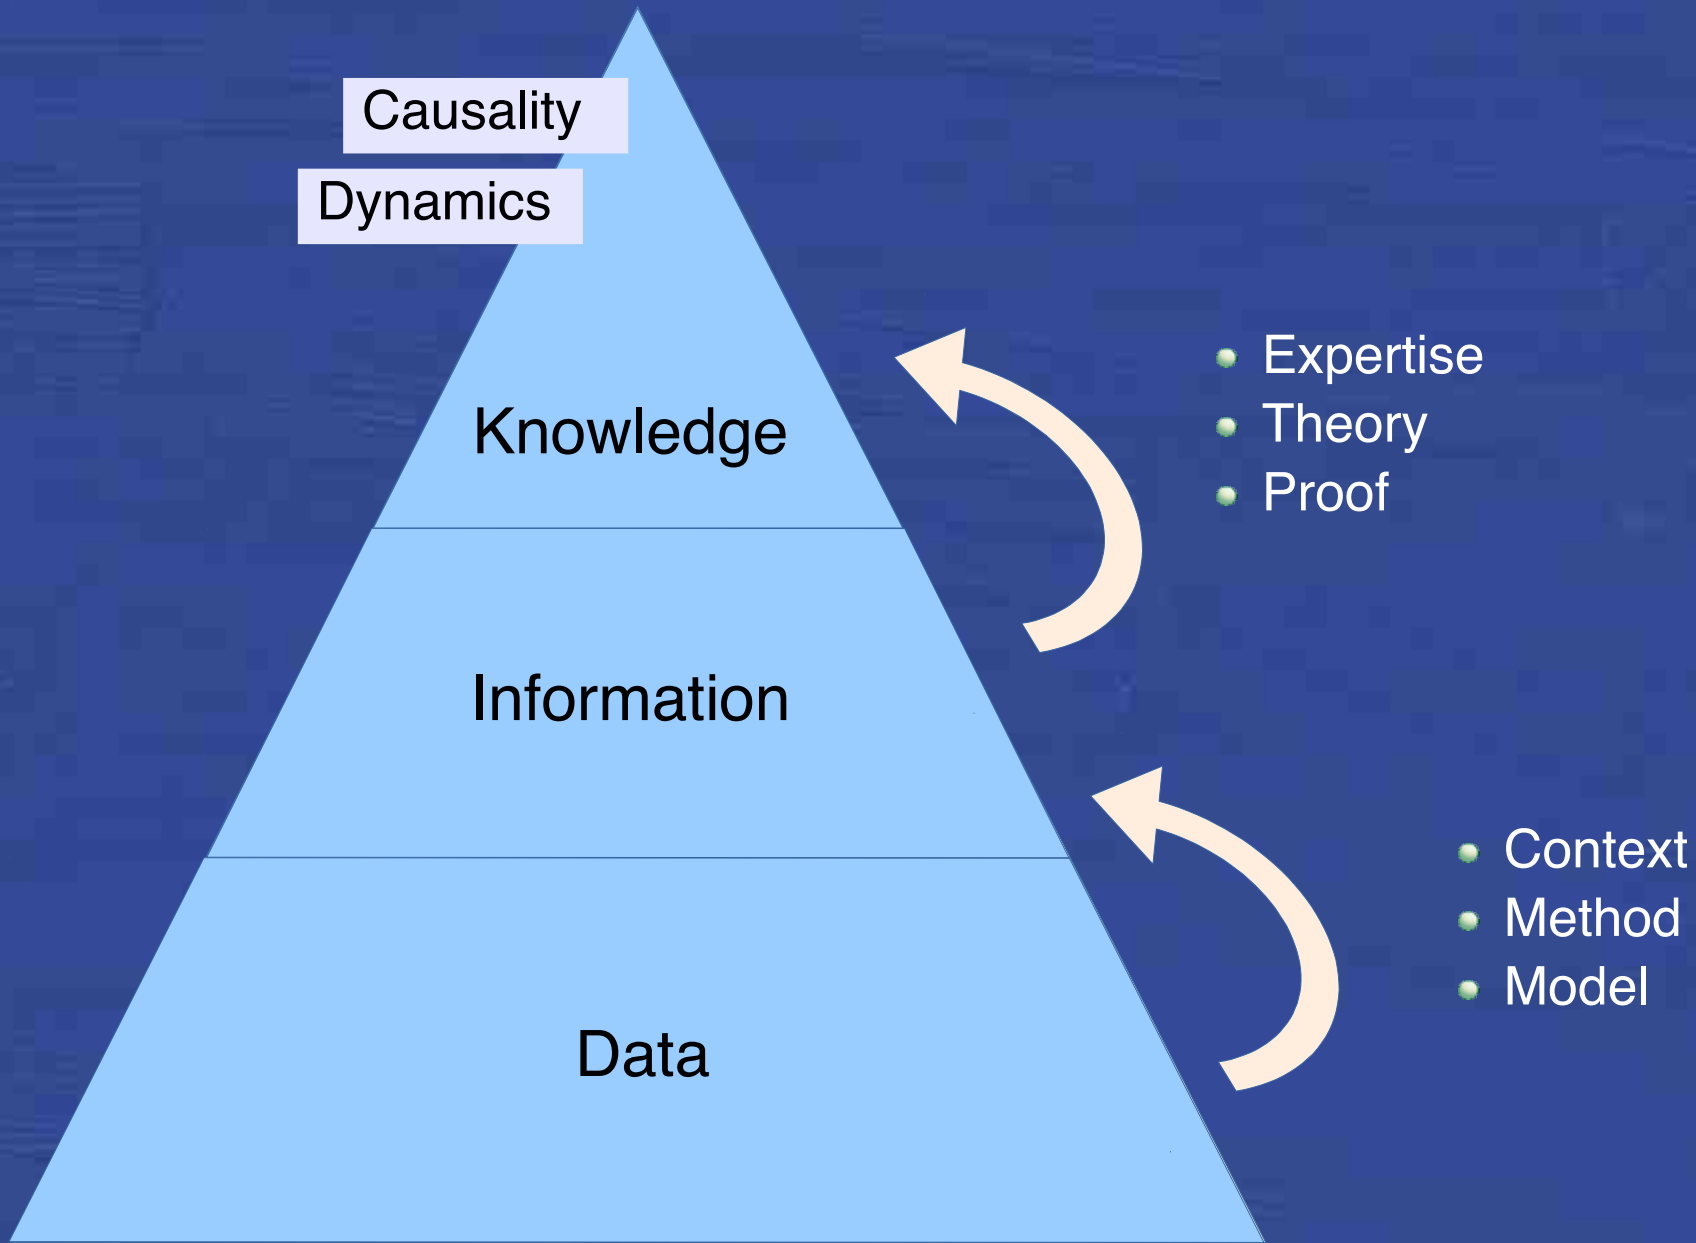 Causality
Dynamics
Expertise
Theory
Knowledge
Proof
Information
Context
Method
Model
Data